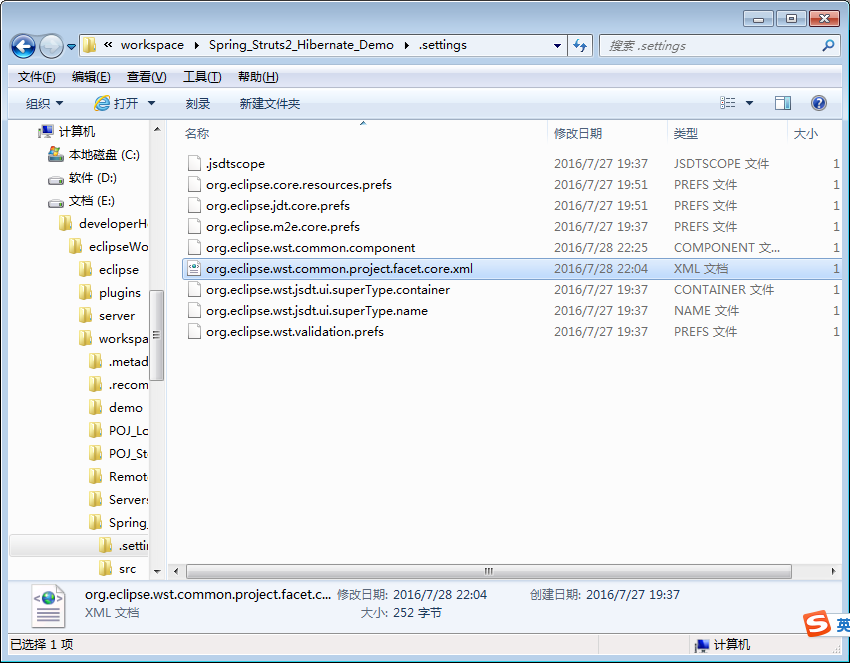 « workspace Spring_Struts2_Hibernate_Demo .settings 搜索 .settings
文件(F) 编辑(E) 查看(V) 工具(T) 帮助(H)
组织 打开 刻录 新建文件夹
计算机
本地磁盘 (C:)
软件 (D:)
文档 (E:)
developerH
eclipseWo
eclipse
plugins
server
workspa
.metad
.recom
demo
POJ_Lo
POJ_St
Remot
Servers
Spring_
.settin
src
名称 修改日期 类型 大小
.jsdtscope 2016/7/27 19:37 JSDTSCOPE 文件 1
org.eclipse.core.resources.prefs 2016/7/27 19:51 PREFS 文件 1
org.eclipse.jdt.core.prefs 2016/7/27 19:51 PREFS 文件 1
org.eclipse.m2e.core.prefs 2016/7/27 19:37 PREFS 文件 1
org.eclipse.wst.common.component 2016/7/28 22:25 COMPONENT 文... 1
org.eclipse.wst.common.project.facet.core.xml 2016/7/28 22:04 XML 文档 1
org.eclipse.wst.jsdt.ui.superType.container 2016/7/27 19:37 CONTAINER 文件 1
org.eclipse.wst.jsdt.ui.superType.name 2016/7/27 19:37 NAME 文件 1
org.eclipse.wst.validation.prefs 2016/7/27 19:37 PREFS 文件 1
org.eclipse.wst.common.project.facet.c... 修改日期: 2016/7/28 22:04 创建日期: 2016/7/27 19:37
XML 文档 大小: 252 字节
S 英
已选择 1 项 计算机